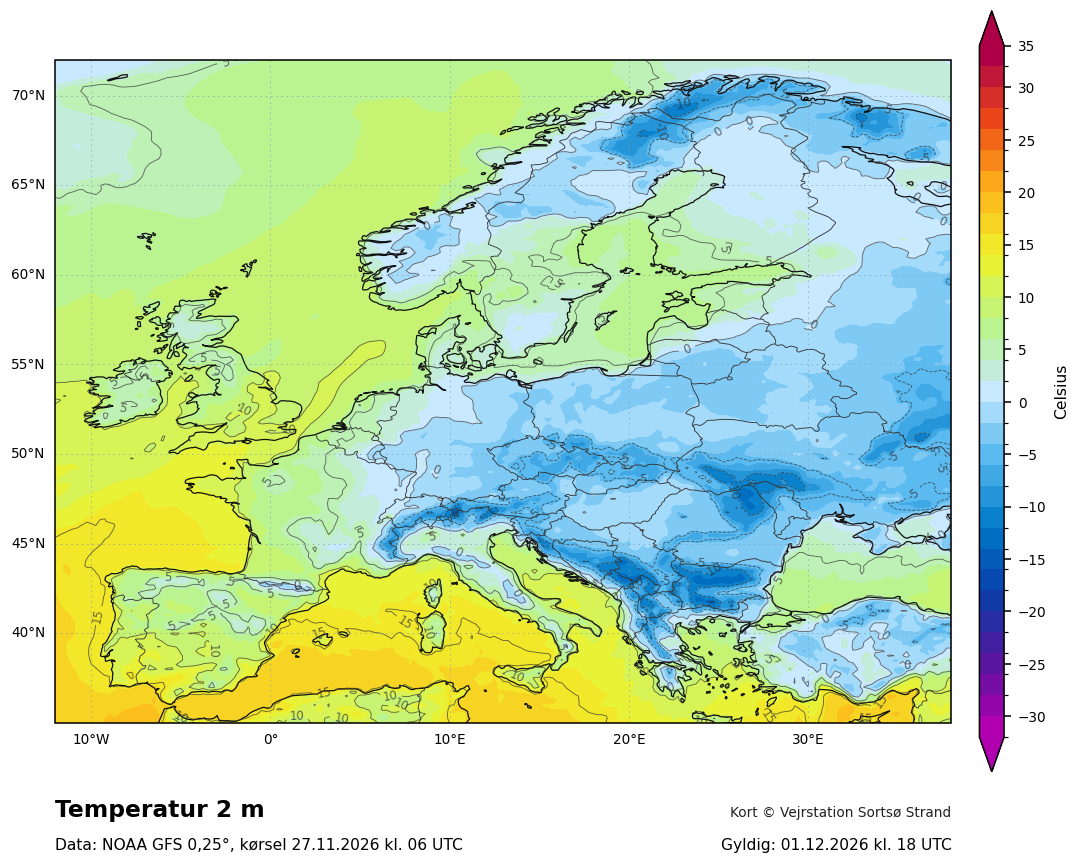 70°N
65°N
60°N
55°N
50°N
45°N
40°N
10°W
0°
10°E
20°E
30°E
35
30
25
20
15
10
5
0
−5
−10
−15
−20
−25
−30
Celsius
Temperatur 2 m
Kort © Vejrstation Sortsø Strand
Data: NOAA GFS 0,25°, kørsel 27.11.2026 kl. 06 UTC
Gyldig: 01.12.2026 kl. 18 UTC